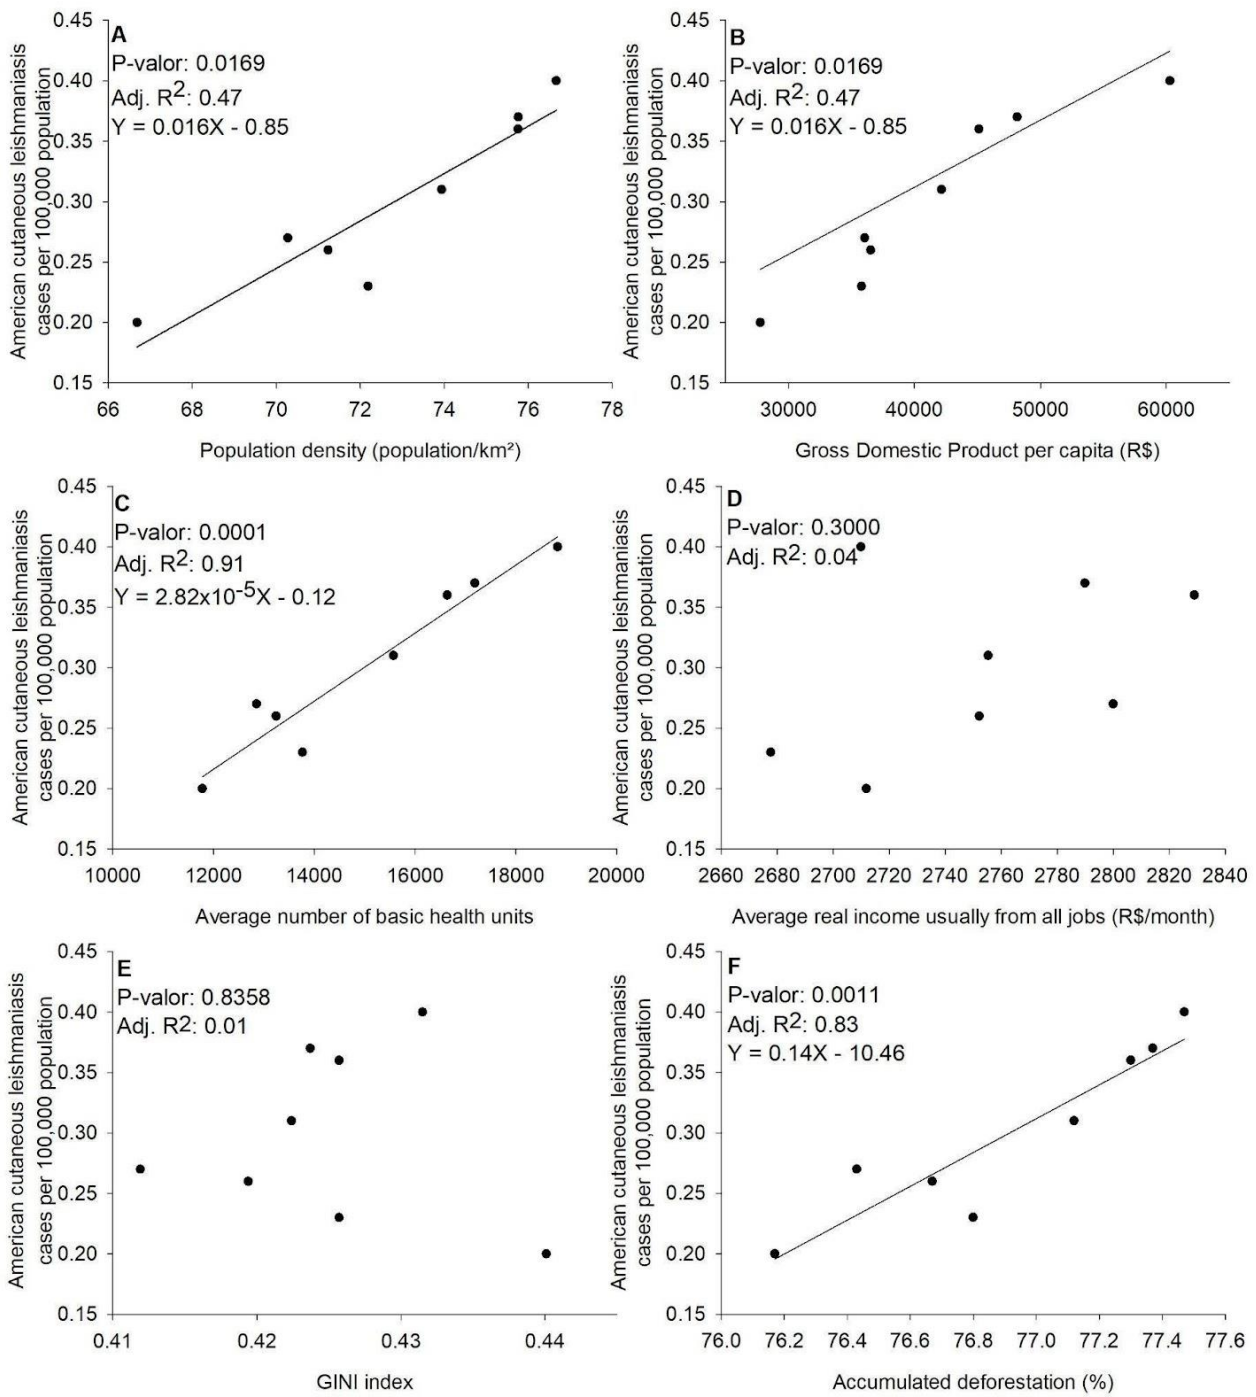 A
P-valor: 0.0169
Adj. R²: 0.47
Y = 0.016X - 0.85
American cutaneous leishmaniasis
cases per 100,000 population
0.45
0.40
0.35
0.30
0.25
0.20
0.15
66 68 70 72 74 76 78
Population density (population/km²)
B
P-valor: 0.0169
Adj. R²: 0.47
Y = 0.016X - 0.85
American cutaneous leishmaniasis
cases per 100,000 population
0.45
0.40
0.35
0.30
0.25
0.20
0.15
30000 40000 50000 60000
Gross Domestic Product per capita (R$)
C
P-valor: 0.0001
Adj. R²: 0.91
Y = 2.82x10⁻⁵X - 0.12
American cutaneous leishmaniasis
cases per 100,000 population
0.45
0.40
0.35
0.30
0.25
0.20
0.15
10000 12000 14000 16000 18000 20000
Average number of basic health units
D
P-valor: 0.3000
Adj. R²: 0.04
American cutaneous leishmaniasis
cases per 100,000 population
0.45
0.40
0.35
0.30
0.25
0.20
0.15
2660 2680 2700 2720 2740 2760 2780 2800 2820 2840
Average real income usually from all jobs (R$/month)
E
P-valor: 0.8358
Adj. R²: 0.01
American cutaneous leishmaniasis
cases per 100,000 population
0.45
0.40
0.35
0.30
0.25
0.20
0.15
0.41 0.42 0.43 0.44
GINI index
F
P-valor: 0.0011
Adj. R²: 0.83
Y = 0.14X - 10.46
American cutaneous leishmaniasis
cases per 100,000 population
0.45
0.40
0.35
0.30
0.25
0.20
0.15
76.0 76.2 76.4 76.6 76.8 77.0 77.2 77.4 77.6
Accumulated deforestation (%)